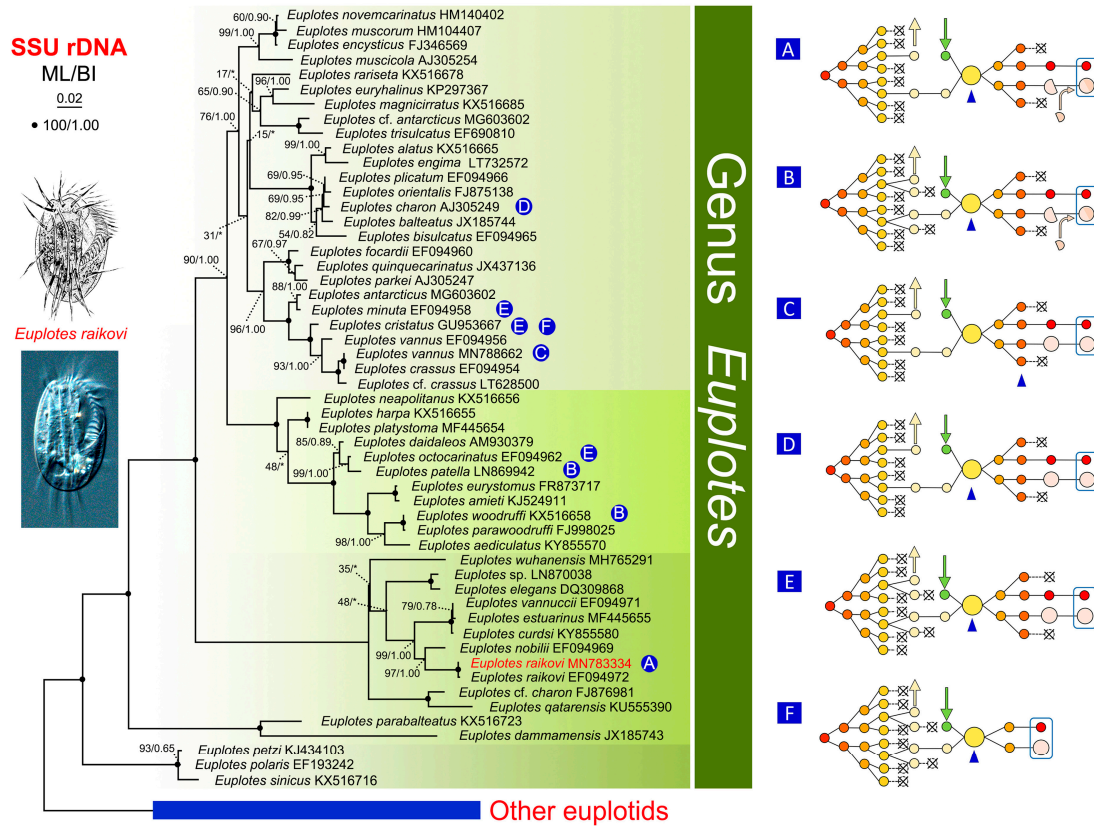 SSU rDNA
ML/BI
0.02
• 100/1.00
Euplotes raikovi
60/0.90
Euplotes novemcarinatus HM140402
Euplotes muscorum HM104407
99/1.00
Euplotes encysticus FJ346569
Euplotes muscicola AJ305254
17/*
Euplotes rariseta KX516678
96/1.00
Euplotes euryhalinus KP297367
65/0.90
Euplotes magnicirratus KX516685
76/1.00
Euplotes cf. antarcticus MG603602
15/*
Euplotes trisulcatus EF690810
99/1.00
Euplotes alatus KX516665
Euplotes engima LT732572
69/0.95
Euplotes plicatum EF094966
Euplotes orientalis FJ875138
69/0.95
Euplotes charon AJ305249 D
82/0.99
Euplotes balteatus JX185744
54/0.82
Euplotes bisulcatus EF094965
31/*
67/0.97
Euplotes focardii EF094960
Euplotes quinquecarinatus JX437136
90/1.00
88/1.00
Euplotes parkei AJ305247
Euplotes antarcticus MG603602
Euplotes minuta EF094958 E
96/1.00
Euplotes cristatus GU953667 E F
Euplotes vannus EF094956
Euplotes vannus MN788662 C
93/1.00
Euplotes crassus EF094954
Euplotes cf. crassus LT628500
Euplotes neapolitanus KX516656
Euplotes harpa KX516655
Euplotes platystoma MF445654
85/0.89
Euplotes daidaleos AM930379
48/*
Euplotes octocarinatus EF094962 E
99/1.00
Euplotes patella LN869942 B
Euplotes eurystomus FR873717
Euplotes amieti KJ524911
Euplotes woodruffi KX516658 B
Euplotes parawoodruffi FJ998025
98/1.00
Euplotes aediculatus KY855570
Euplotes wuhanensis MH765291
35/*
Euplotes sp. LN870038
Euplotes elegans DQ309868
48/*
79/0.78
Euplotes vannuccii EF094971
Euplotes estuarinus MF445655
Euplotes curdsi KY855580
99/1.00
Euplotes nobilii EF094969
97/1.00
Euplotes raikovi MN783334 A
Euplotes raikovi EF094972
Euplotes cf. charon FJ876981
Euplotes qatarensis KU555390
Euplotes parabalteatus KX516723
Euplotes dammamensis JX185743
93/0.65
Euplotes petzi KJ434103
Euplotes polaris EF193242
Euplotes sinicus KX516716
Other euplotids
Genus Euplotes
A
B
C
D
E
F